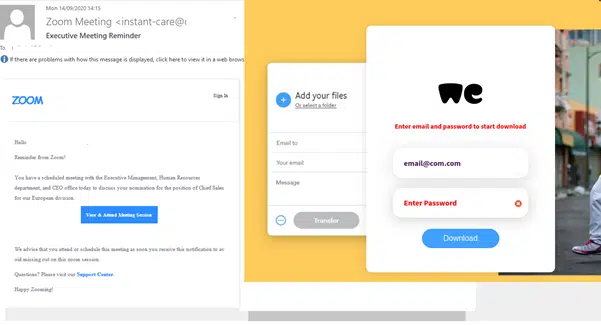 Mon 14/09/2020 14:15
Zoom Meeting <instant-care@
Executive Meeting Reminder
To
If there are problems with how this message is displayed, click here to view it in a web brows
ZOOM
Sign In
Hello
Reminder from Zoom!
You have a scheduled meeting with the Executive Management, Human Resources
department, and CEO office today to discuss your nomination for the position of Chief Sales
for our European division.
View & Attend Meeting Session
We advice that you attend or schedule this meeting as soon you receive this notification to av
oid missing out on this zoom session.
Questions? Please visit our Support Center.
Happy Zooming!
Add your files
Or select a folder
Email to
Your email
Message
Transfer
we
Enter email and password to start download
email@com.com
Enter Password
Download